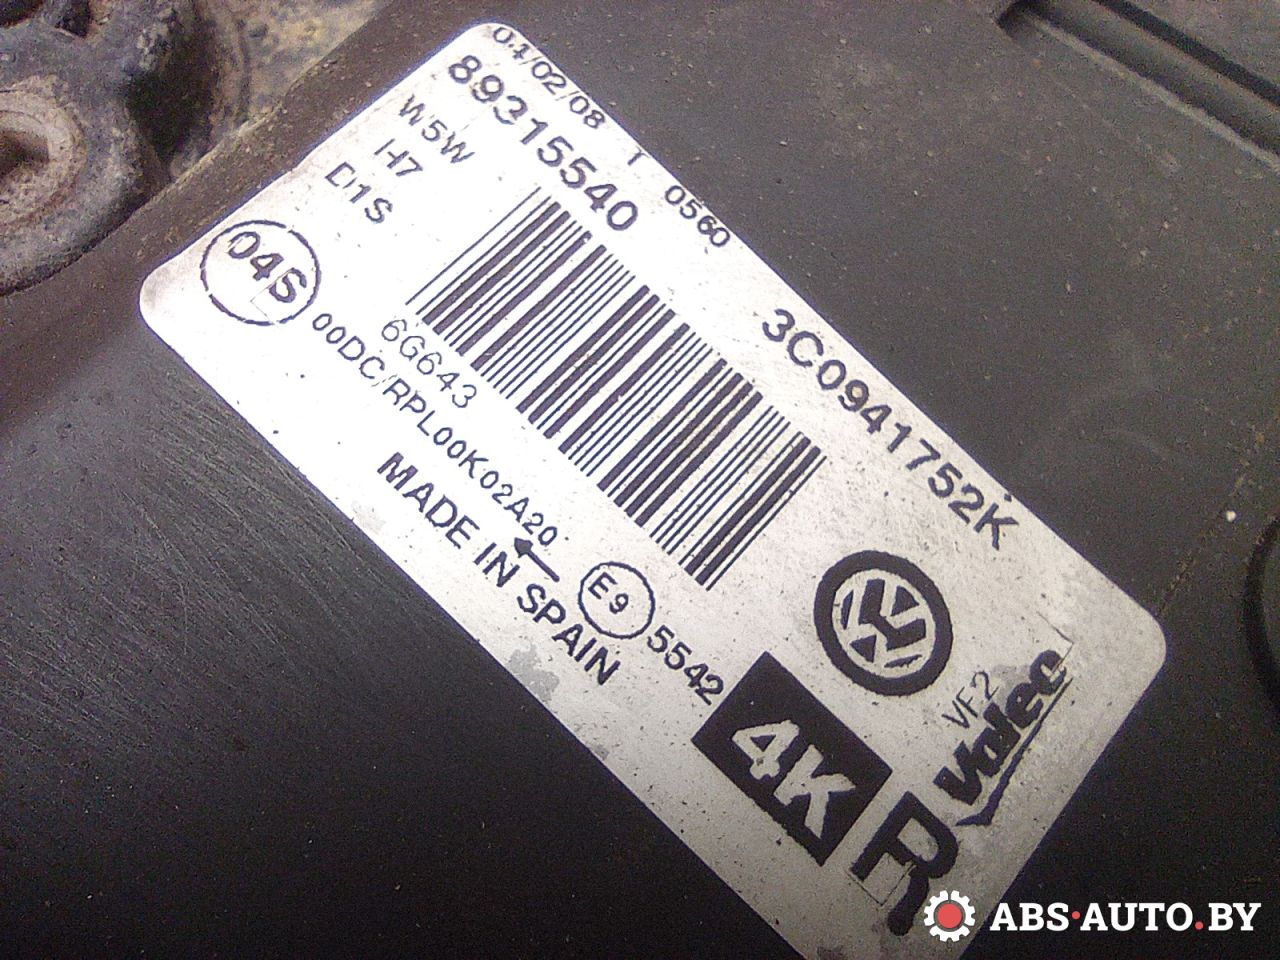 04/02/08 T 0560
89315540 3C0941752K
W5W
H7
D1S
04S
6G643
00DC/RPL00K02A20
MADE IN SPAIN
E9 5542
VF2
Valeo
4K
R
ABS·AUTO.BY